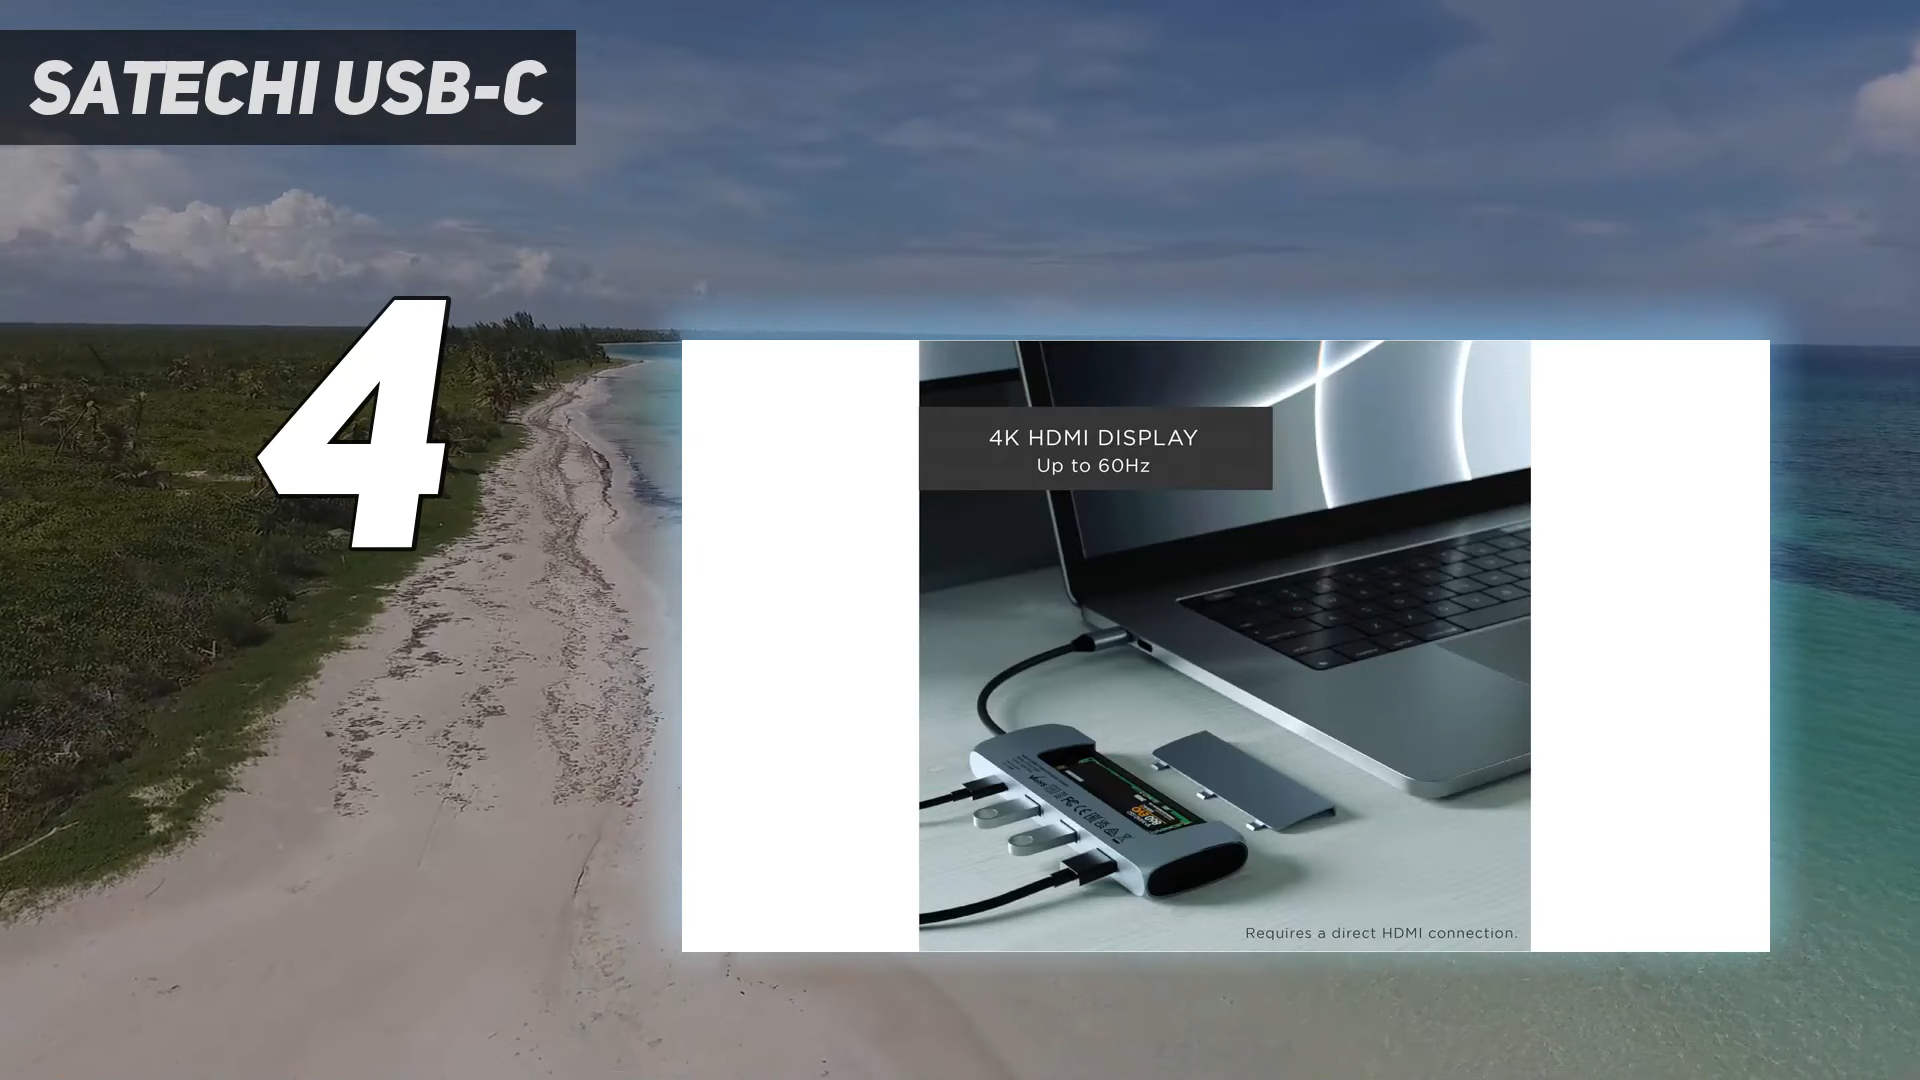 SATECHI USB-C
4
4K HDMI DISPLAY
Up to 60Hz
Requires a direct HDMI connection.